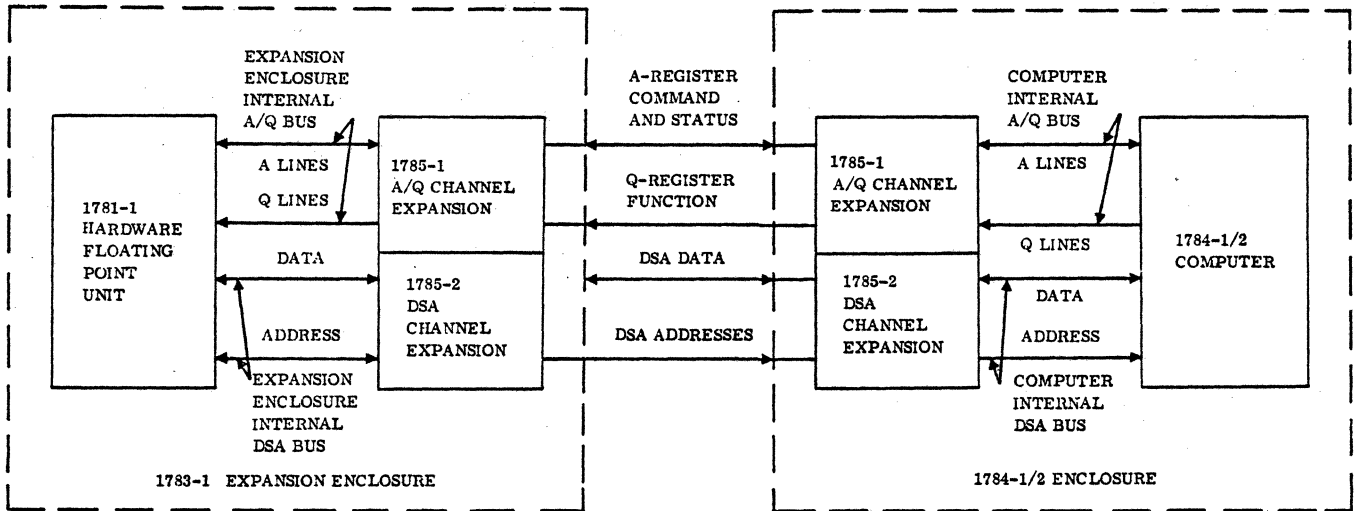 EXPANSION
ENCLOSURE
INTERNAL
A/Q BUS
A LINES
Q LINES
DATA
ADDRESS
EXPANSION
ENCLOSURE
INTERNAL
DSA BUS
1781-1
HARDWARE
FLOATING
POINT
UNIT
1785-1
A/Q CHANNEL
EXPANSION
1785-2
DSA
CHANNEL
EXPANSION
1783-1 EXPANSION ENCLOSURE
A-REGISTER
COMMAND
AND STATUS
Q-REGISTER
FUNCTION
DSA DATA
DSA ADDRESSES
1785-1
A/Q CHANNEL
EXPANSION
1785-2
DSA
CHANNEL
EXPANSION
COMPUTER
INTERNAL
A/Q BUS
A LINES
Q LINES
DATA
ADDRESS
COMPUTER
INTERNAL
DSA BUS
1784-1/2
COMPUTER
1784-1/2 ENCLOSURE